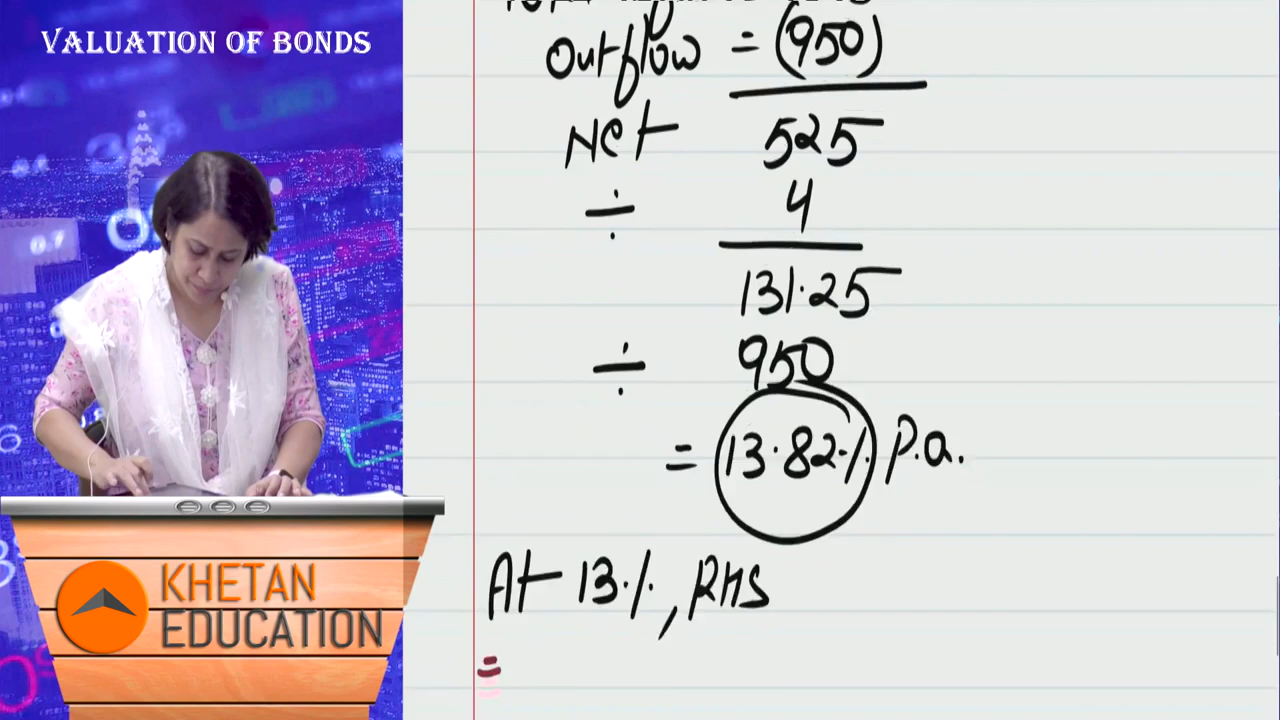 VALUATION OF BONDS
Outflow = (950)
Net 525
÷ 4
131.25
÷ 950
= 13.82% p.a.
At 13%, RHS
=
KHETAN
EDUCATION